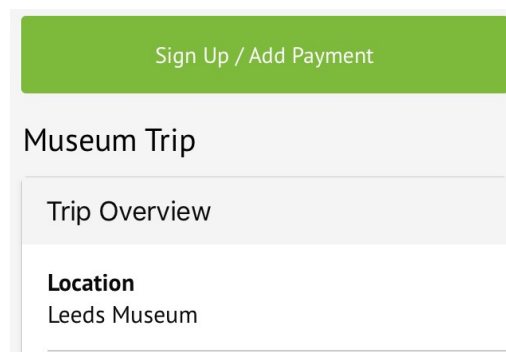 Sign Up / Add Payment
Museum Trip
Trip Overview
Location
Leeds Museum